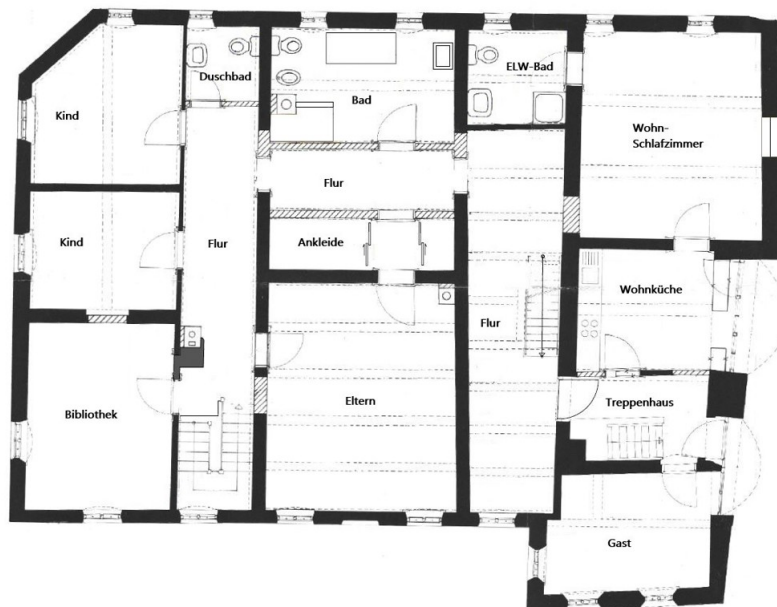 Duschbad
ELW-Bad
Kind
Bad
Wohn-
Schlafzimmer
Flur
Kind
Flur
Ankleide
Wohnküche
Flur
Eltern
Treppenhaus
Bibliothek
Gast